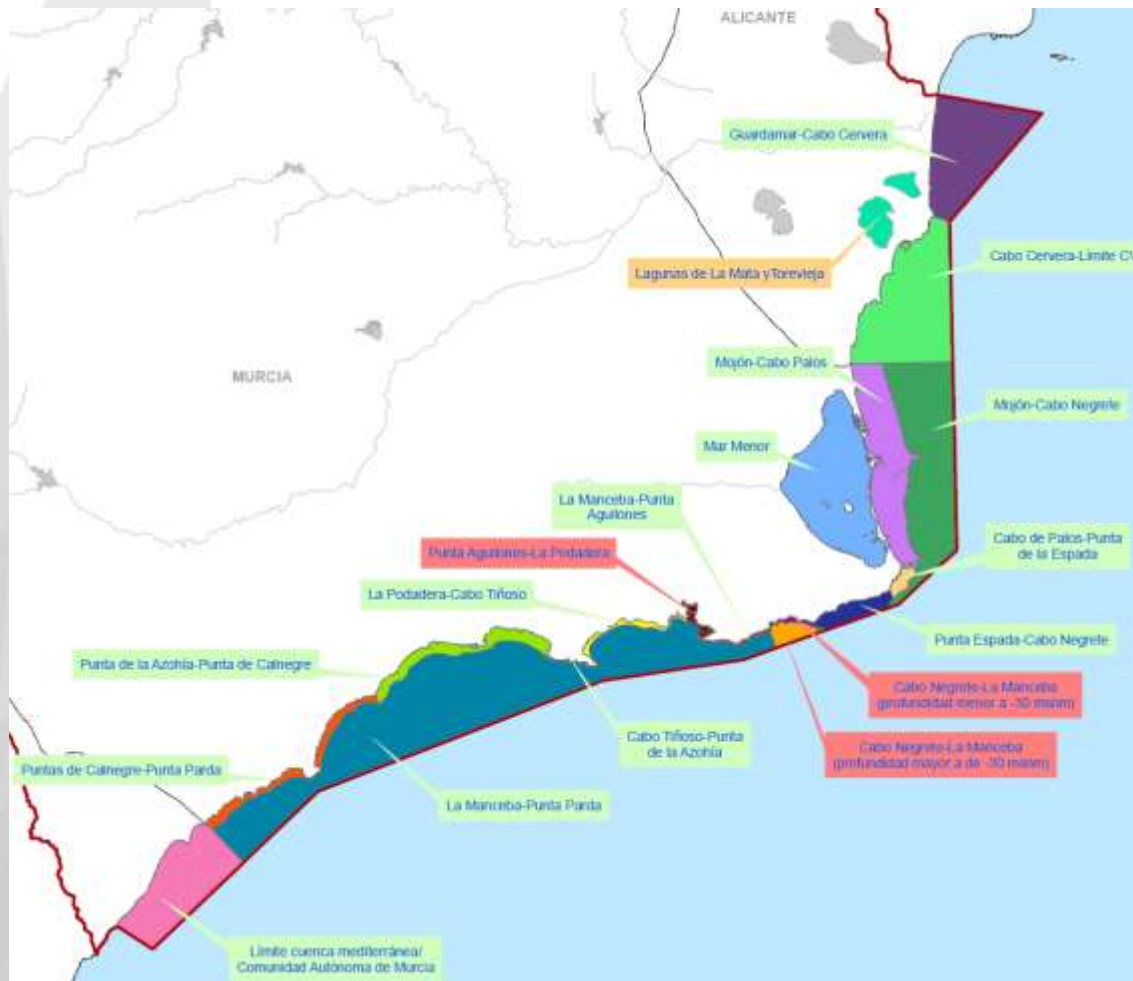 ALICANTE
Guardamar-Cabo Cervera
Lagunas de La Mata yTorevieja
Cabo Cervera-Límite CV
MURCIA
Mojón-Cabo Palos
Mojón-Cabo Negrete
Mar Menor
La Manceba-Punta
Aguilones
Cabo de Palos-Punta
de la Espada
Punta Aguilones-La Podadera
La Podadera-Cabo Tiñoso
Punta Espada-Cabo Negrete
Punta de la Azohía-Punta de Calnegre
Cabo Negrete-La Manceba
(profundidad menor a -30 msnm)
Cabo Tiñoso-Punta
de la Azohía
Cabo Negrete-La Manceba
(profundidad mayor a de -30 msnm)
Puntas de Calnegre-Punta Parda
La Manceba-Punta Parda
Límite cuenca mediterránea/
Comunidad Autónoma de Murcia